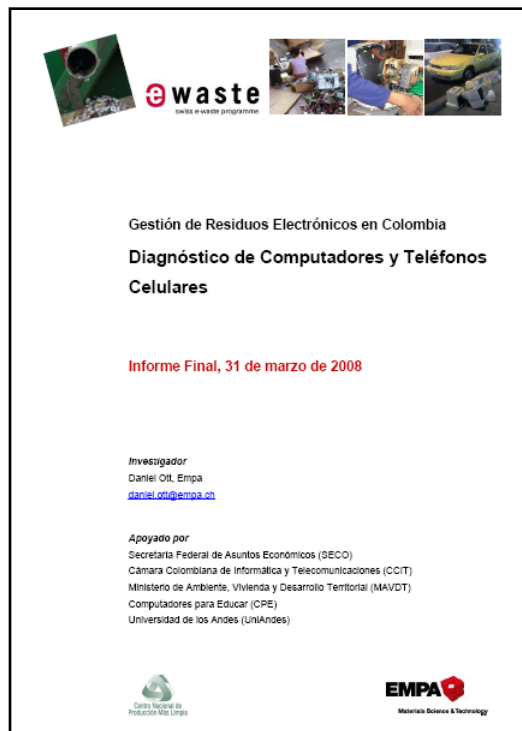 e waste
swiss e-waste programme
Gestión de Residuos Electrónicos en Colombia
Diagnóstico de Computadores y Teléfonos
Celulares
Informe Final, 31 de marzo de 2008
Investigador
Daniel Ott, Empa
daniel.ott@empa.ch
Apoyado por
Secretaría Federal de Asuntos Económicos (SECO)
Cámara Colombiana de Informática y Telecomunicaciones (CCIT)
Ministerio de Ambiente, Vivienda y Desarrollo Territorial (MAVDT)
Computadores para Educar (CPE)
Universidad de los Andes (UniAndes)
Centro Nacional de
Producción Más Limpia
EMPA
Materials Science & Technology